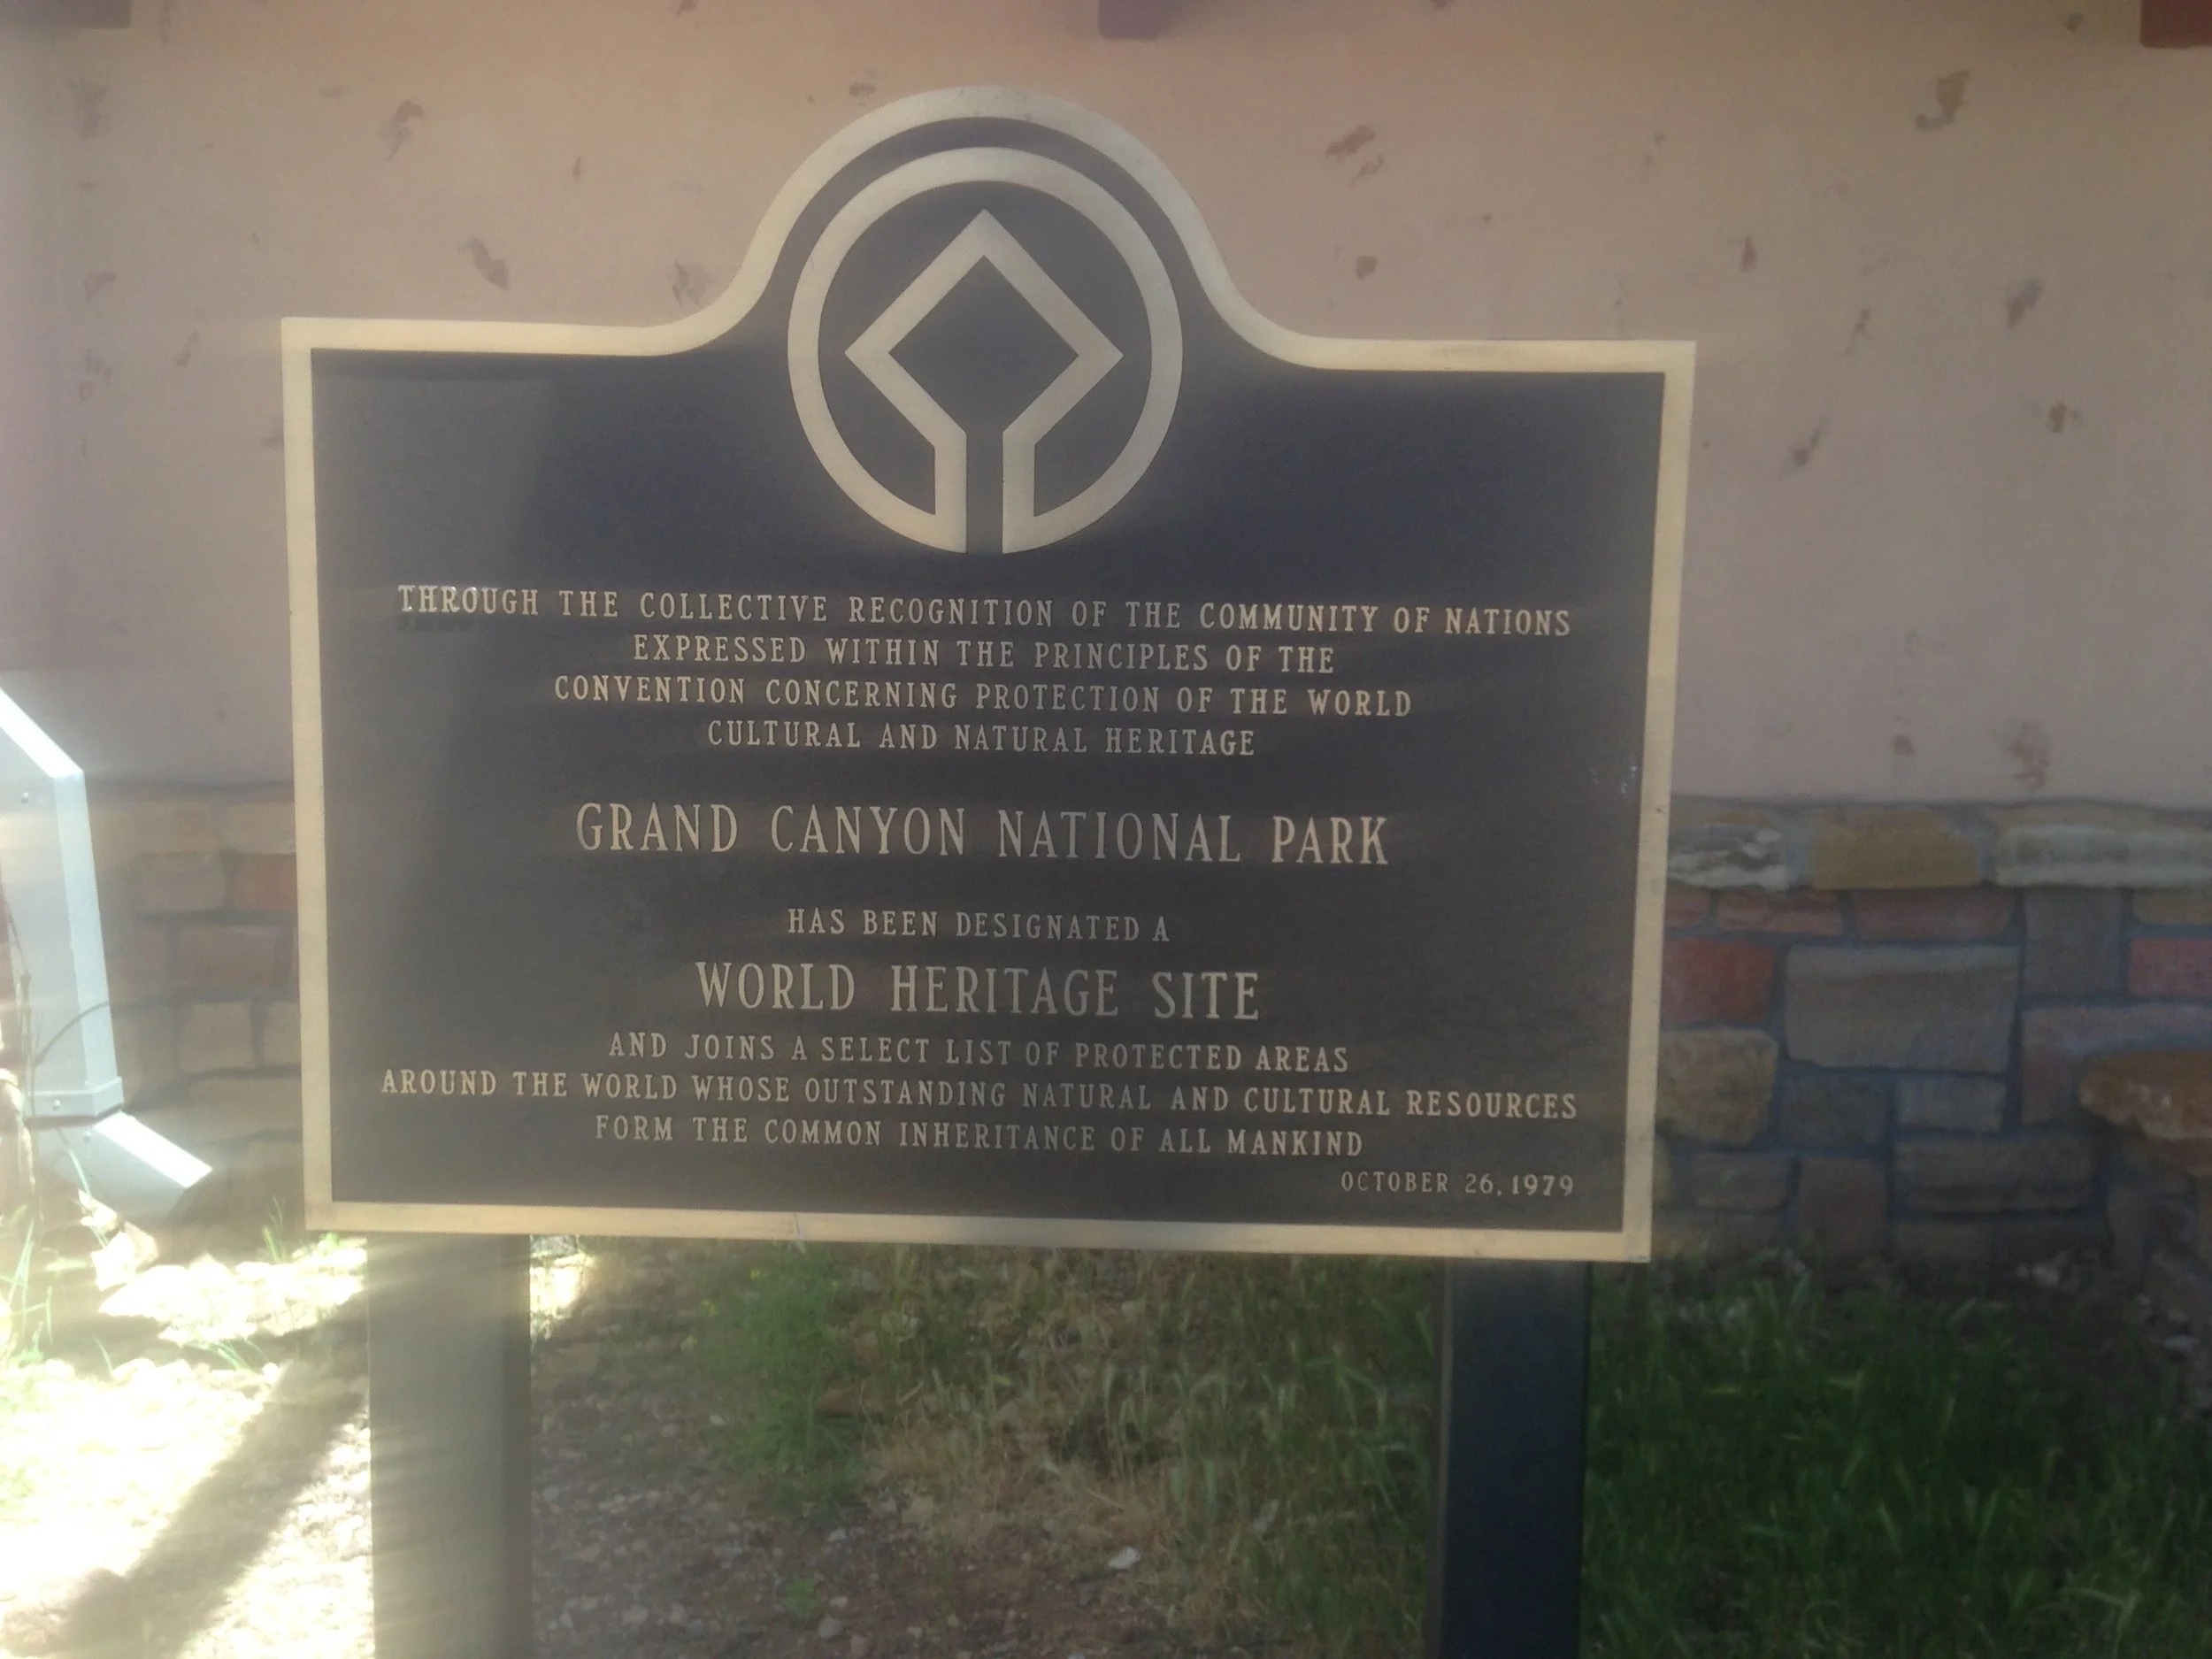 THROUGH THE COLLECTIVE RECOGNITION OF THE COMMUNITY OF NATIONS
EXPRESSED WITHIN THE PRINCIPLES OF THE
CONVENTION CONCERNING PROTECTION OF THE WORLD
CULTURAL AND NATURAL HERITAGE
GRAND CANYON NATIONAL PARK
HAS BEEN DESIGNATED A
WORLD HERITAGE SITE
AND JOINS A SELECT LIST OF PROTECTED AREAS
AROUND THE WORLD WHOSE OUTSTANDING NATURAL AND CULTURAL RESOURCES
FORM THE COMMON INHERITANCE OF ALL MANKIND
OCTOBER 26, 1979